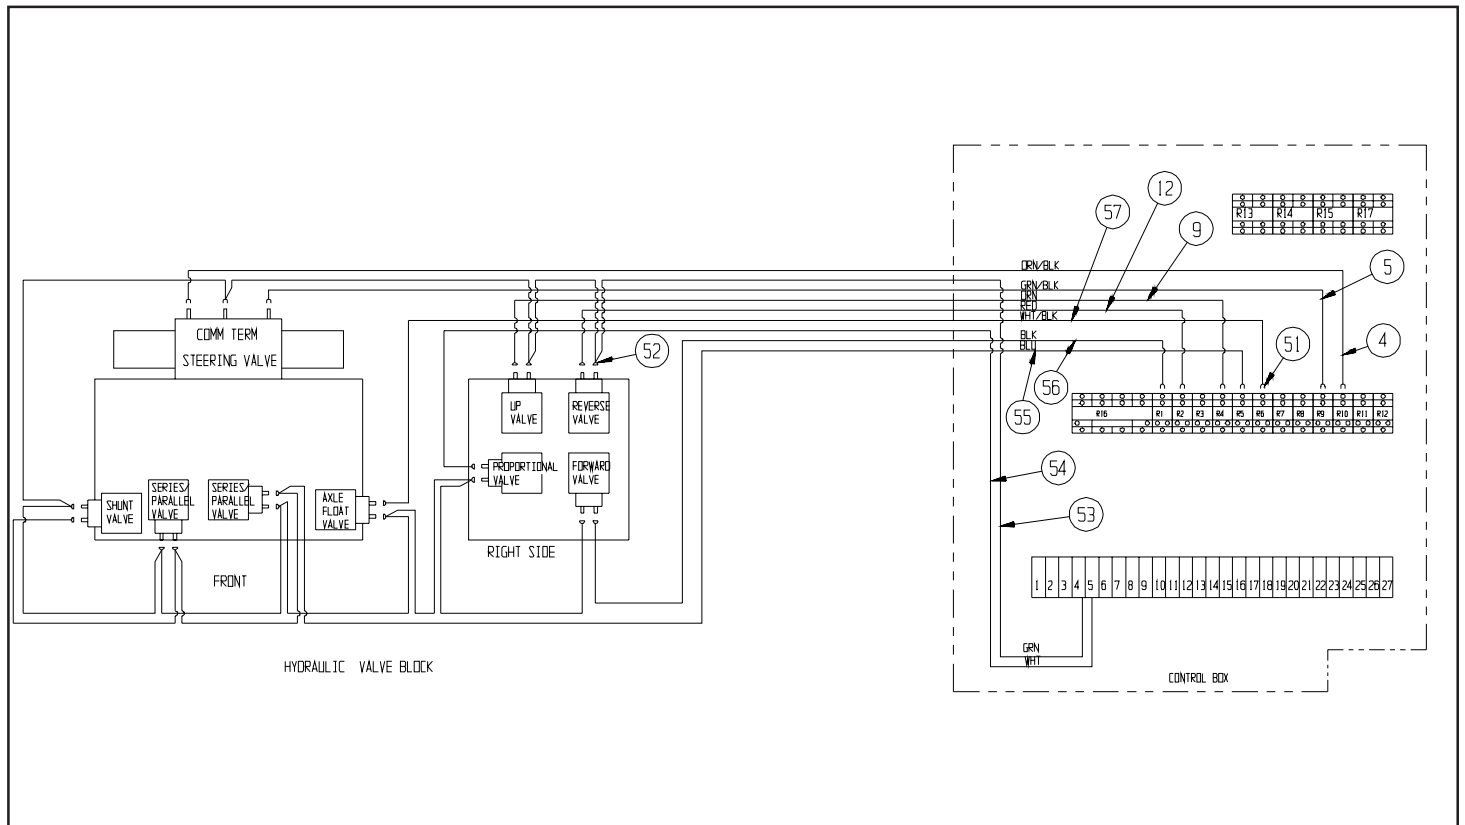 12
57
9
R13 R14 R15 R17
5
ORN/BLK
GRN/BLK
ORN
RED
WHT/BLK
BLK
BLU
COMM TERM
STEERING VALVE
52
51
4
56
55
UP
VALVE
REVERSE
VALVE
R16 R1 R2 R3 R4 R5 R6 R7 R8 R9 R10 R11 R12
PROPORTIONAL
VALVE
FORWARD
VALVE
54
SHUNT
VALVE
SERIES/
PARALLEL
VALVE
SERIES/
PARALLEL
VALVE
AXLE
FLOAT
VALVE
53
RIGHT SIDE
FRONT
1 2 3 4 5 6 7 8 9 10 11 12 13 14 15 16 17 18 19 20 21 22 23 24 25 26 27
GRN
WHT
HYDRAULIC VALVE BLOCK
CONTROL BOX